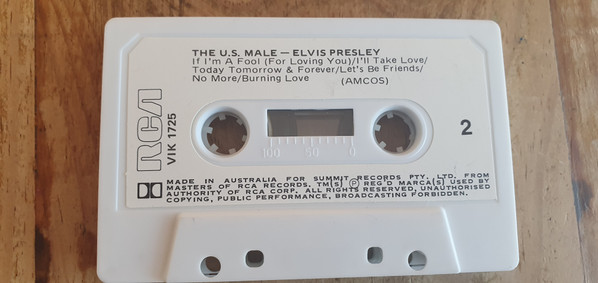 THE U.S. MALE — ELVIS PRESLEY
If I'm A Fool (For Loving You)/I'll Take Love/
Today Tomorrow & Forever/Let's Be Friends/
No More/Burning Love (AMCOS)
RCA
VIK 1725
2
100 50 0
MADE IN AUSTRALIA FOR SUMMIT RECORDS PTY. LTD. FROM
MASTERS OF RCA RECORDS. TM(S) ℗ REG'D MARCA(S) USED BY
AUTHORITY OF RCA CORP. ALL RIGHTS RESERVED, UNAUTHORISED
COPYING, PUBLIC PERFORMANCE, BROADCASTING FORBIDDEN.